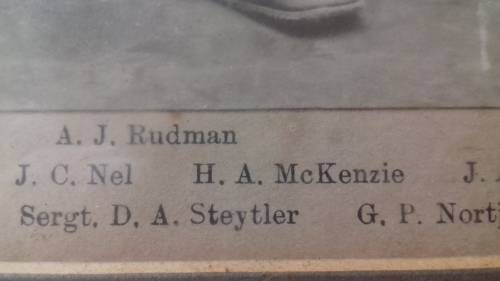 A. J. Rudman
J. C. Nel H. A. McKenzie J.
Sergt. D. A. Steytler G. P.